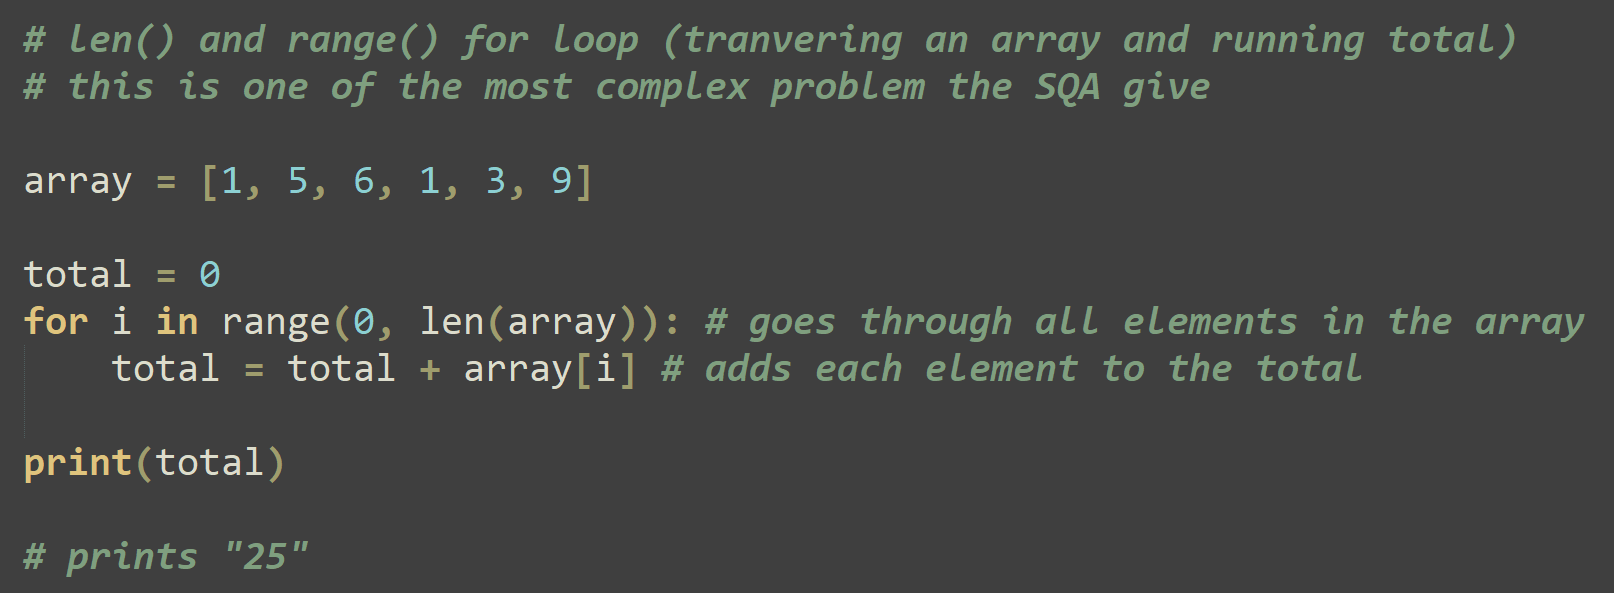 # len() and range() for loop (tranvering an array and running total)
# this is one of the most complex problem the SQA give
array = [1, 5, 6, 1, 3, 9]
total = 0
for i in range(0, len(array)): # goes through all elements in the array
    total = total + array[i] # adds each element to the total
print(total)
# prints "25"